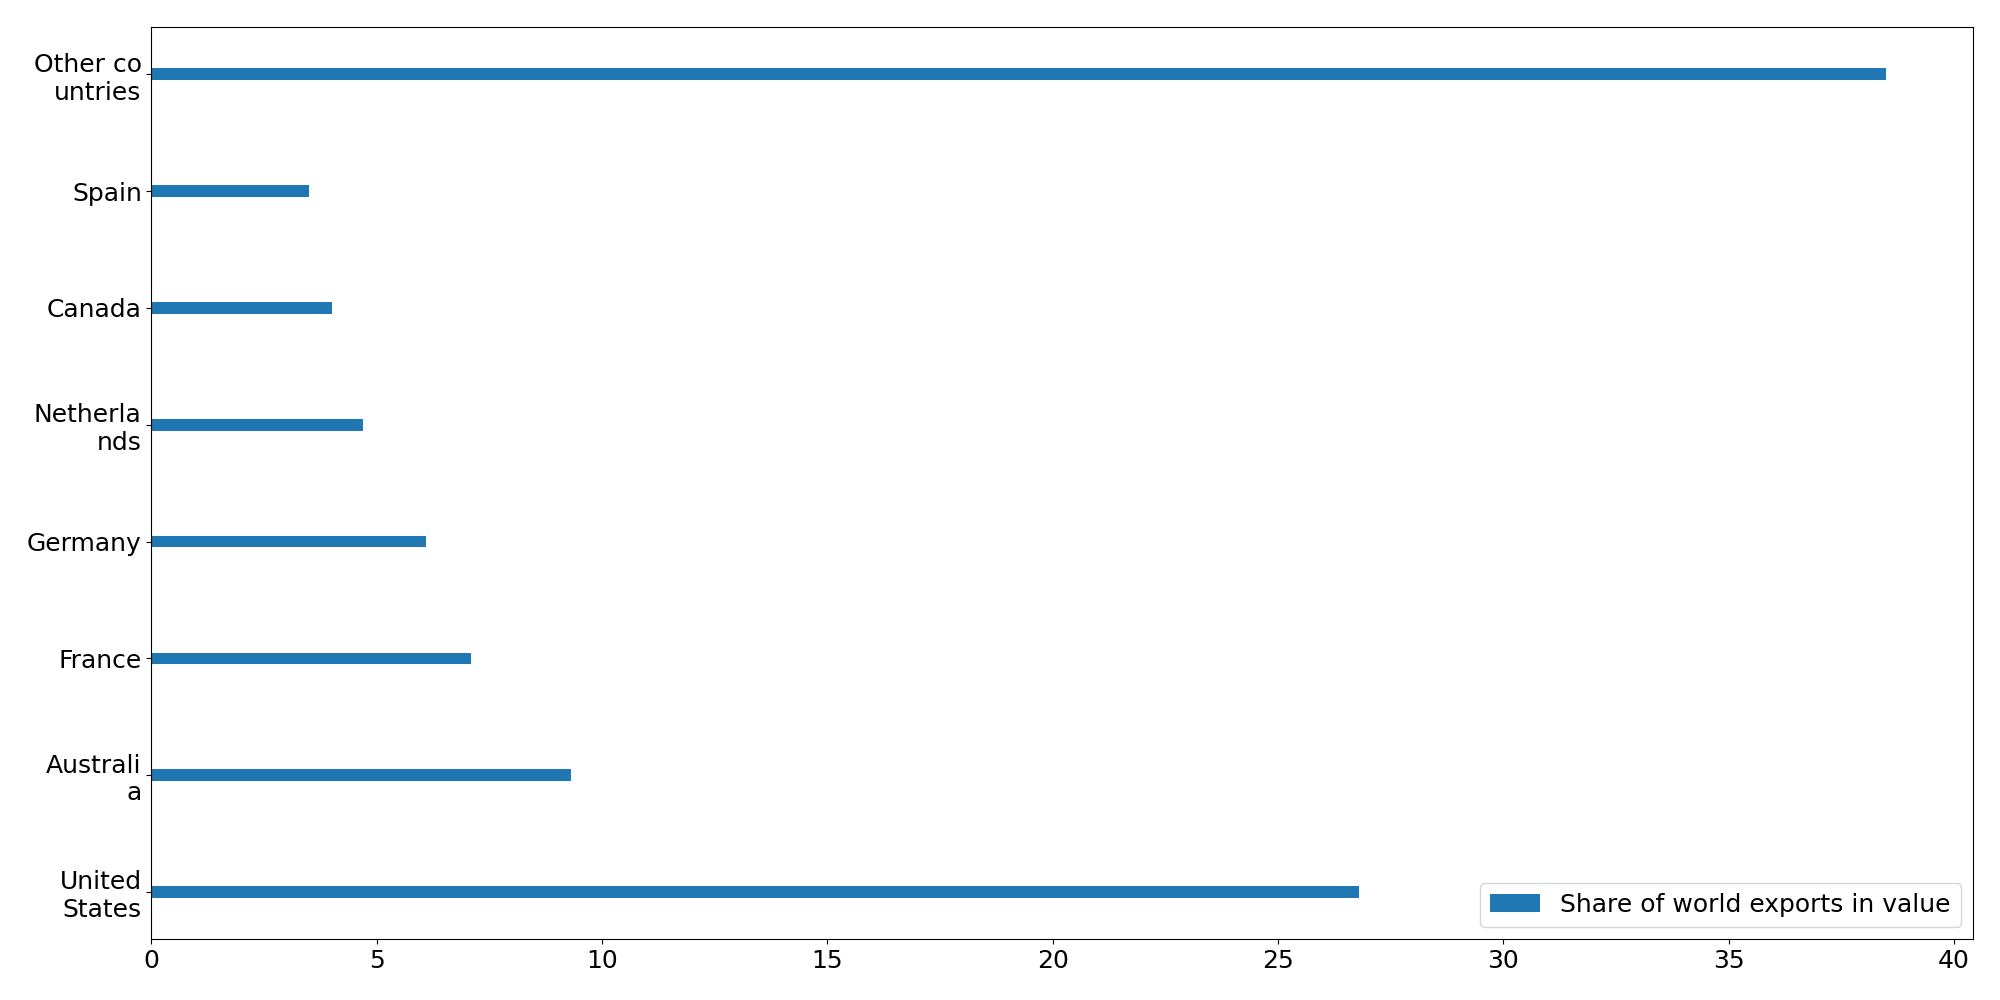 Other co
untries
Spain
Canada
Netherla
nds
Germany
France
Australi
a
United
States
Share of world exports in value
0 5 10 15 20 25 30 35 40